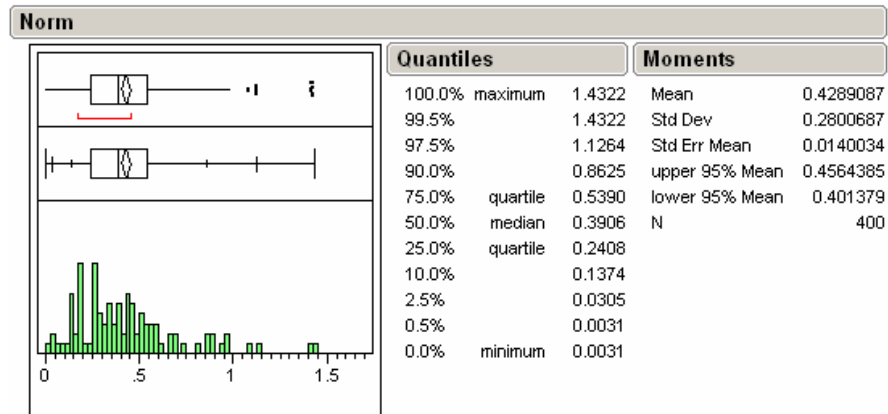 Norm
Quantiles
100.0% maximum 1.4322
99.5% 1.4322
97.5% 1.1264
90.0% 0.8625
75.0% quartile 0.5390
50.0% median 0.3906
25.0% quartile 0.2408
10.0% 0.1374
2.5% 0.0305
0.5% 0.0031
0.0% minimum 0.0031
Moments
Mean 0.4289087
Std Dev 0.2800687
Std Err Mean 0.0140034
upper 95% Mean 0.4564385
lower 95% Mean 0.401379
N 400
0 .5 1 1.5